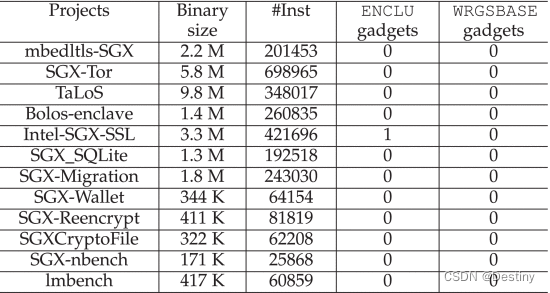 Projects Binary size #Inst ENCLU gadgets WRGSBASE gadgets
mbedltls-SGX 2.2 M 201453 0 0
SGX-Tor 5.8 M 698965 0 0
TaLoS 9.8 M 348017 0 0
Bolos-enclave 1.4 M 260835 0 0
Intel-SGX-SSL 3.3 M 421696 1 0
SGX_SQLite 1.3 M 192518 0 0
SGX-Migration 1.8 M 243030 0 0
SGX-Wallet 344 K 64154 0 0
SGX-Reencrypt 411 K 81819 0 0
SGXCryptoFile 322 K 62208 0 0
SGX-nbench 171 K 25868 0 0
lmbench 417 K 60859 0 0
CSDN @Destiny